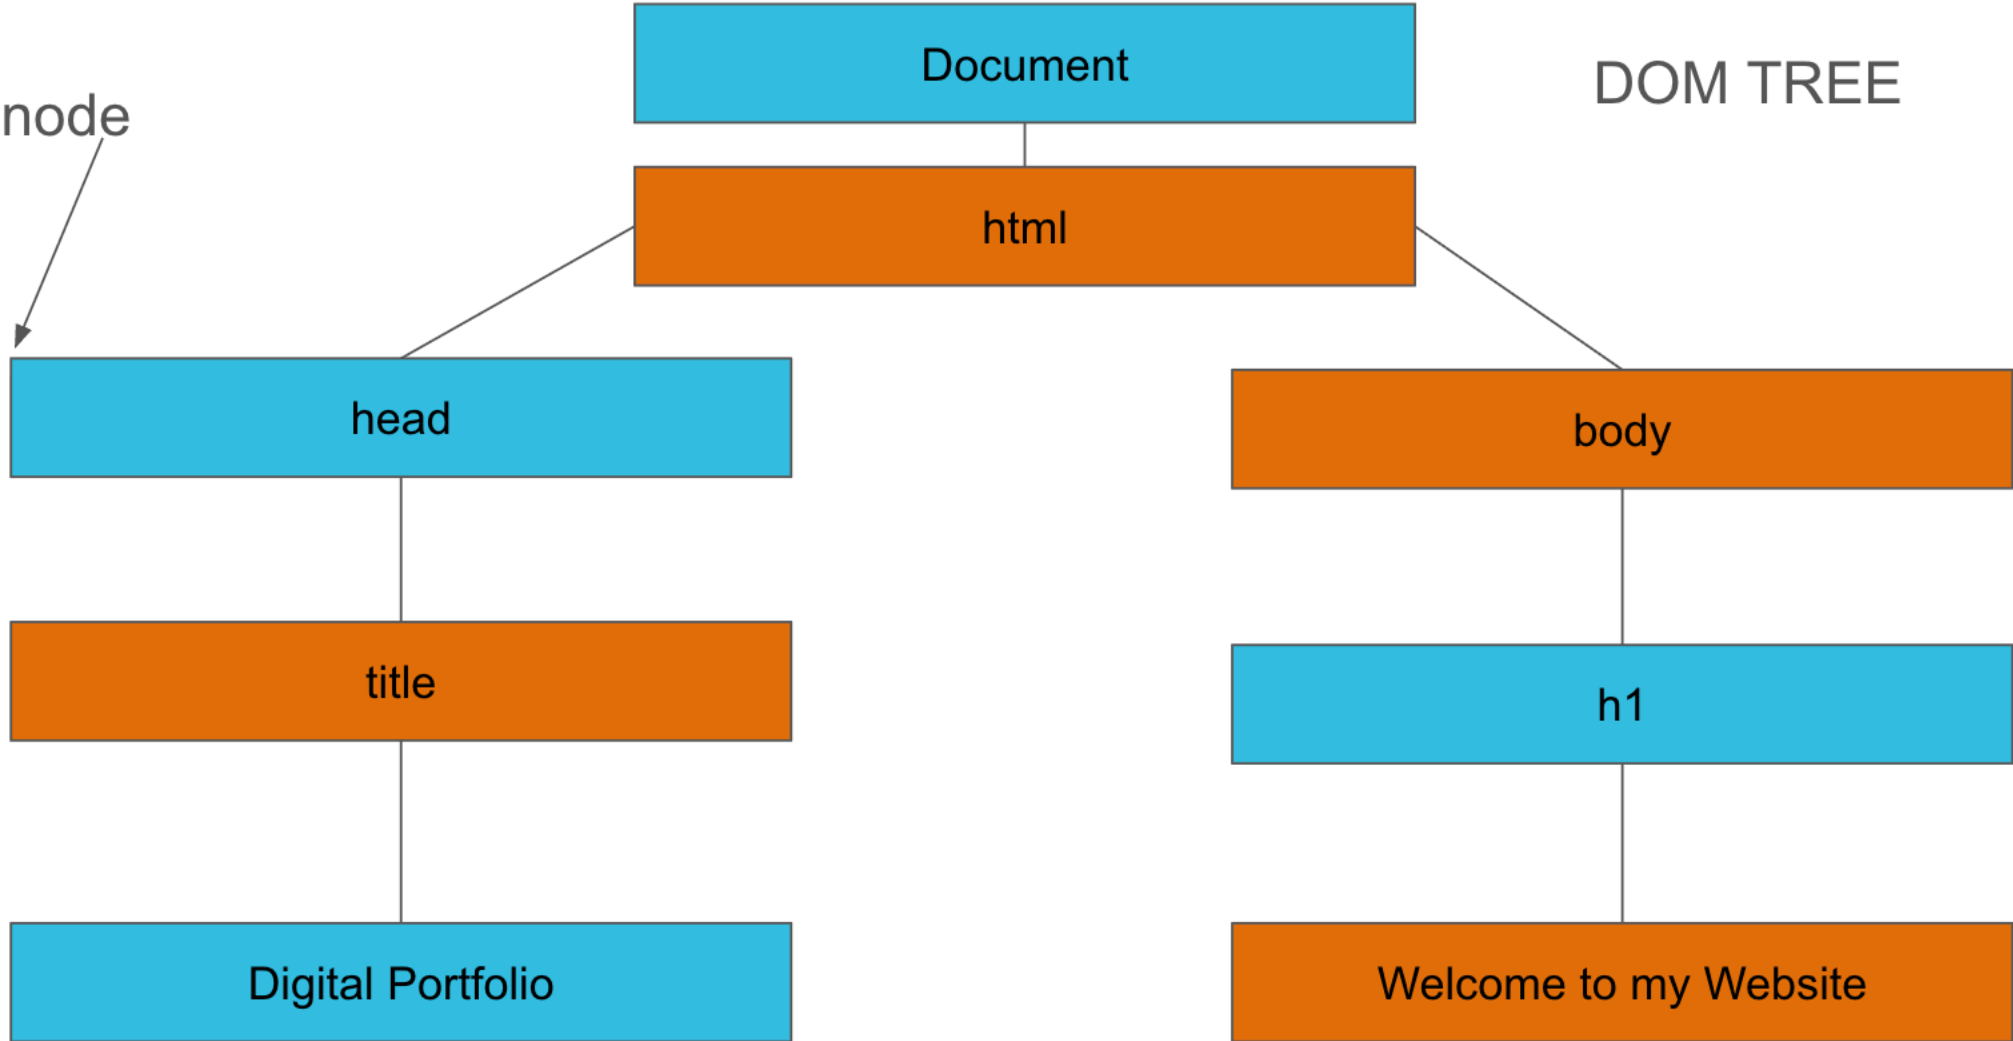 Document
DOM TREE
node
html
head
body
title
h1
Digital Portfolio
Welcome to my Website